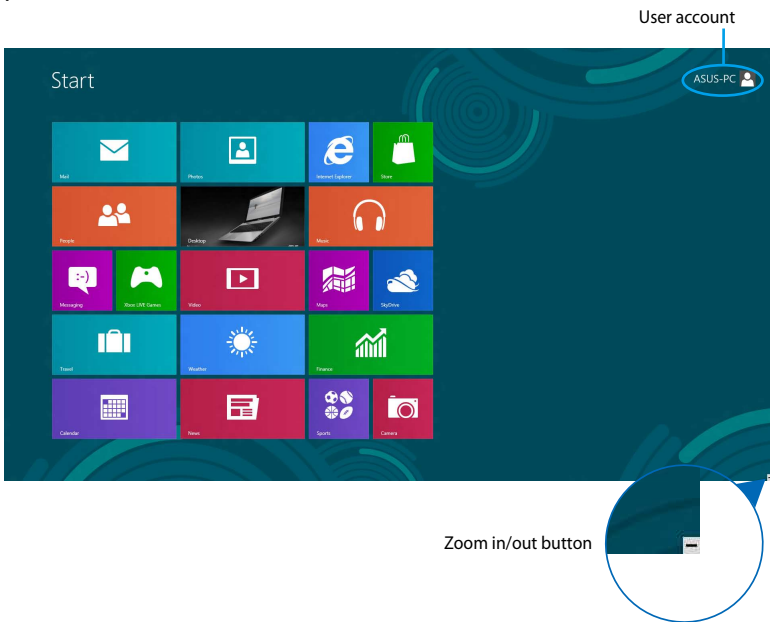 User account
Start
ASUS-PC
Mail
Photos
Internet Explorer
Store
People
Desktop
Music
Messaging
Xbox LIVE Games
Video
Maps
SkyDrive
Travel
Weather
Finance
Calendar
News
Sports
Camera
Zoom in/out button